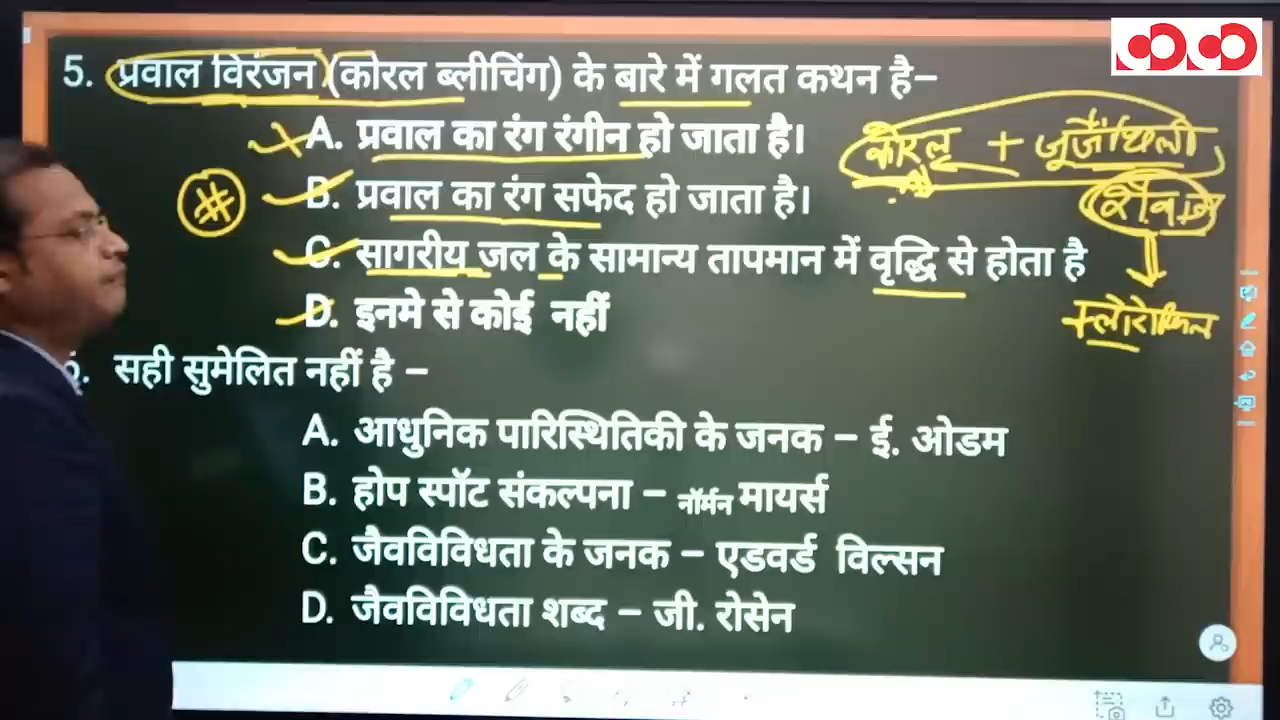 5. प्रवाल विरंजन (कोरल ब्लीचिंग) के बारे में गलत कथन है–
A. प्रवाल का रंग रंगीन हो जाता है।
कोरल + जूजैंथिली
B. प्रवाल का रंग सफेद हो जाता है।
शैवाल
C. सागरीय जल के सामान्य तापमान में वृद्धि से होता है
D. इनमे से कोई नहीं
क्लोरोफिल
सही सुमेलित नहीं है –
A. आधुनिक पारिस्थितिकी के जनक – ई. ओडम
B. होप स्पॉट संकल्पना – नॉर्मन मायर्स
C. जैवविविधता के जनक – एडवर्ड विल्सन
D. जैवविविधता शब्द – जी. रोसेन